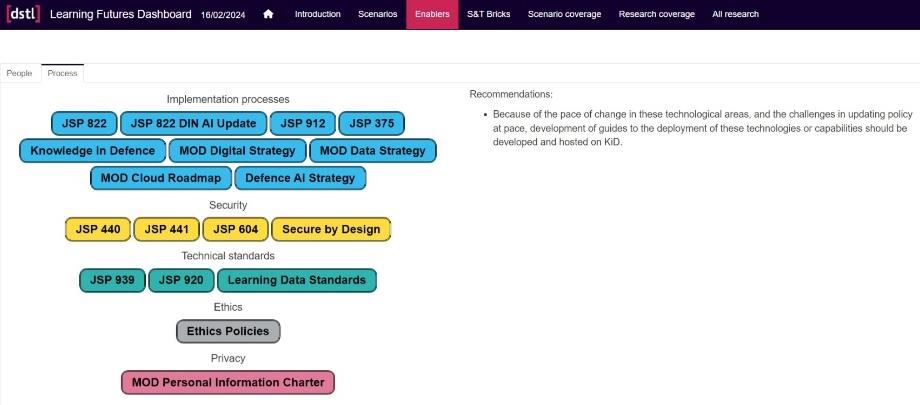 [dstl] Learning Futures Dashboard 16/02/2024 Introduction Scenarios Enablers S&T Bricks Scenario coverage Research coverage All research
People Process
Implementation processes
JSP 822 JSP 822 DIN AI Update JSP 912 JSP 375
Knowledge in Defence MOD Digital Strategy MOD Data Strategy
MOD Cloud Roadmap Defence AI Strategy
Security
JSP 440 JSP 441 JSP 604 Secure by Design
Technical standards
JSP 939 JSP 920 Learning Data Standards
Ethics
Ethics Policies
Privacy
MOD Personal Information Charter
Recommendations:
• Because of the pace of change in these technological areas, and the challenges in updating policy
at pace, development of guides to the deployment of these technologies or capabilities should be
developed and hosted on KiD.